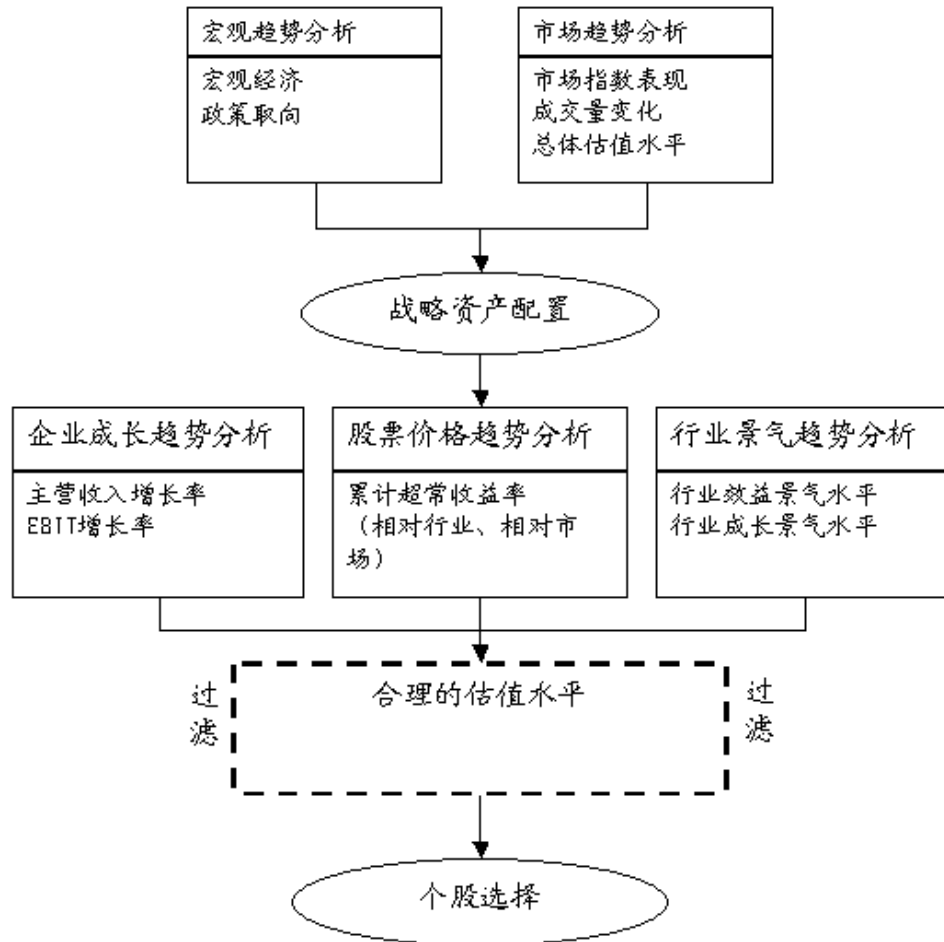 宏观趋势分析
宏观经济
政策取向
市场趋势分析
市场指数表现
成交量变化
总体估值水平
战略资产配置
企业成长趋势分析
主营收入增长率
EBIT增长率
股票价格趋势分析
累计超常收益率
（相对行业、相对市
场）
行业景气趋势分析
行业效益景气水平
行业成长景气水平
过滤
合理的估值水平
过滤
个股选择